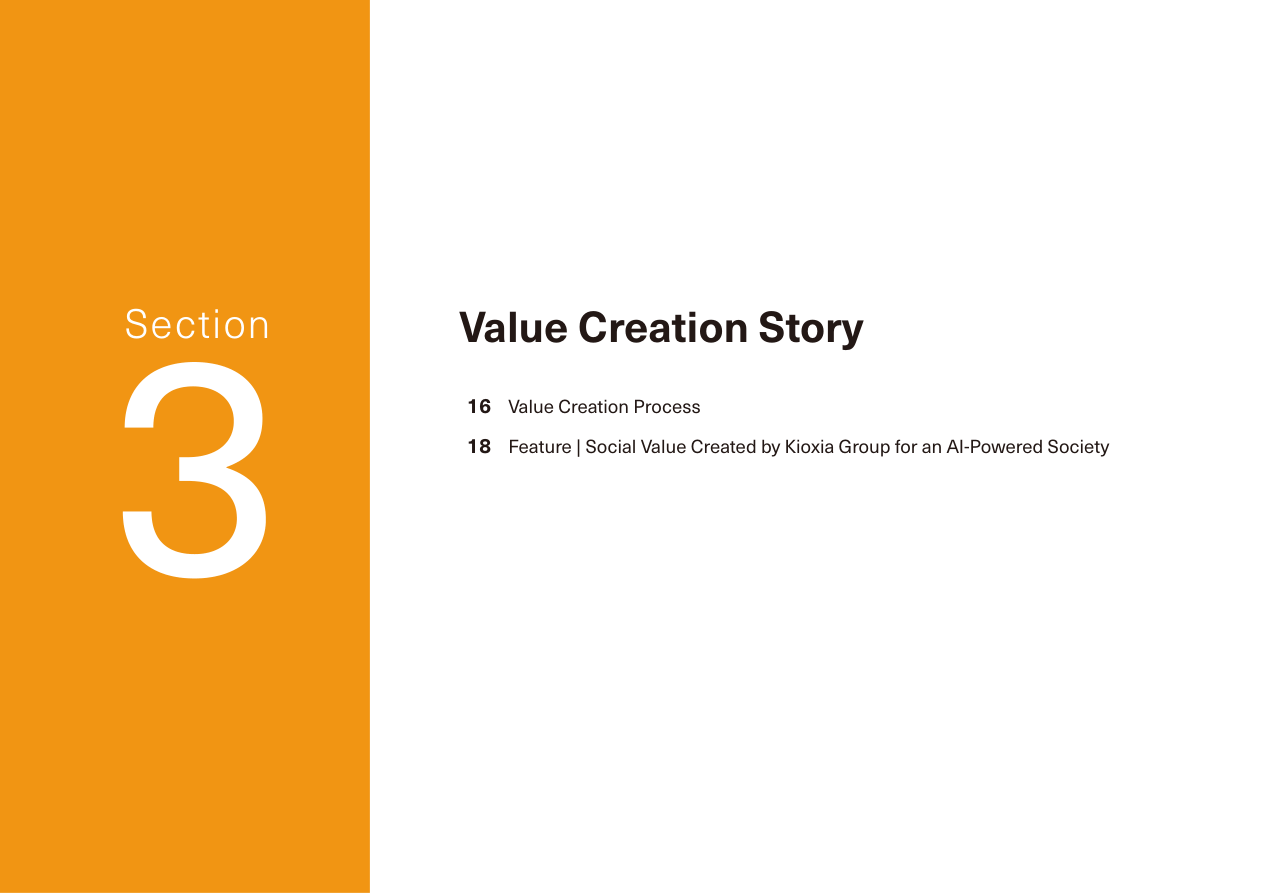 Section
3
Value Creation Story
16 Value Creation Process
18 Feature | Social Value Created by Kioxia Group for an AI-Powered Society